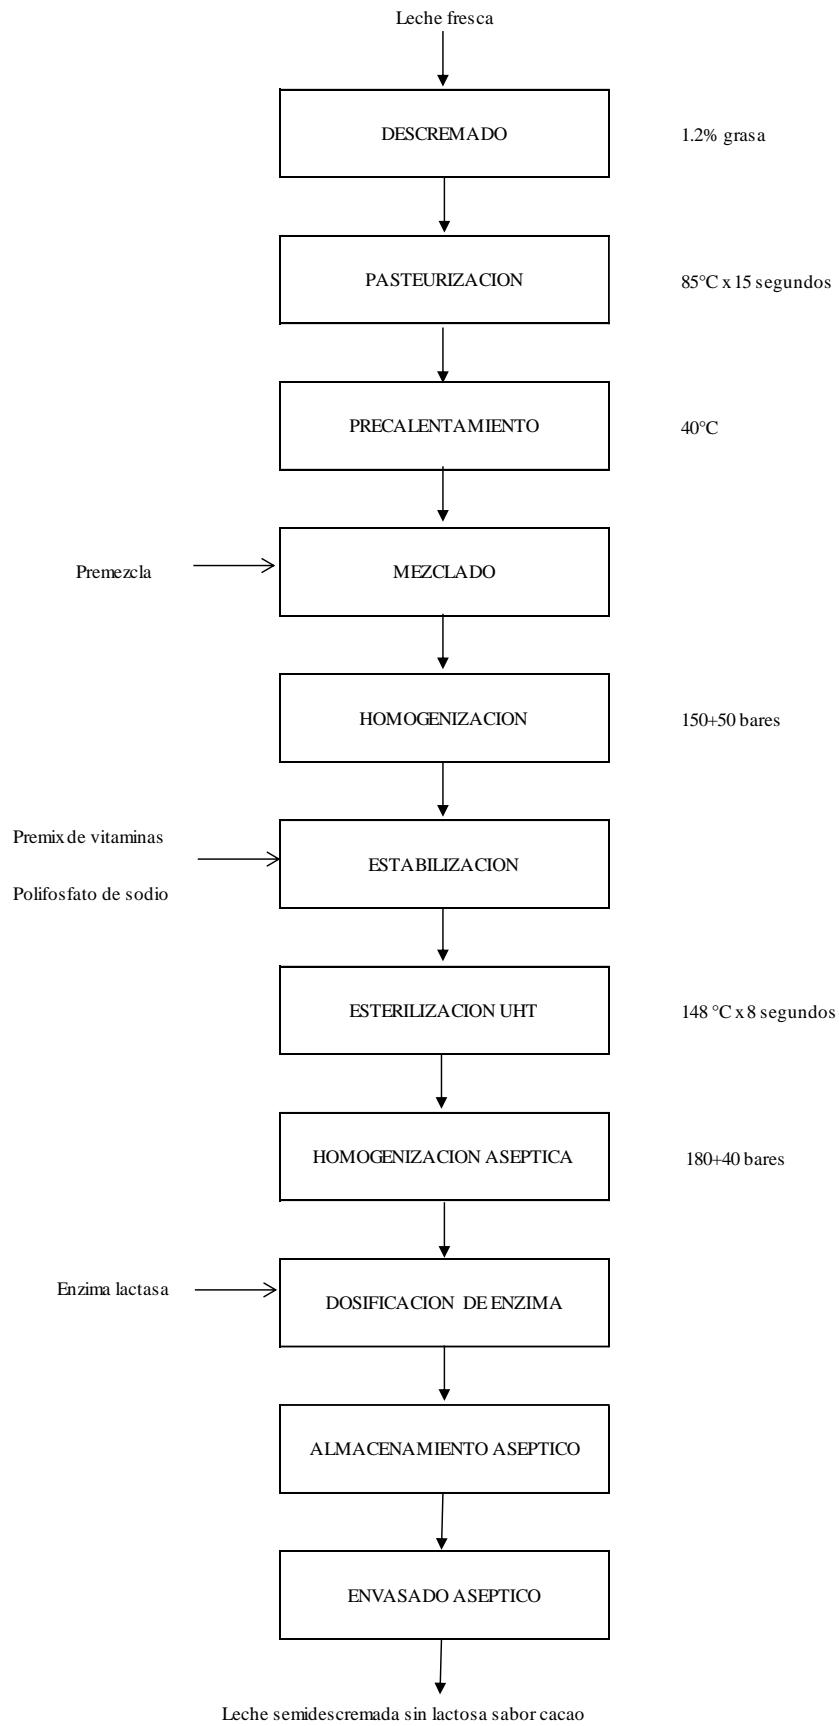 Leche fresca
DESCREMADO
1.2% grasa
PASTEURIZACION
85°C x 15 segundos
PRECALENTAMIENTO
40°C
Premezcla
MEZCLADO
HOMOGENIZACION
150+50 bares
Premix de vitaminas
Polifosfato de sodio
ESTABILIZACION
ESTERILIZACION UHT
148 °C x 8 segundos
HOMOGENIZACION ASEPTICA
180+40 bares
Enzima lactasa
DOSIFICACION DE ENZIMA
ALMACENAMIENTO ASEPTICO
ENVASADO ASEPTICO
Leche semidescremada sin lactosa sabor cacao